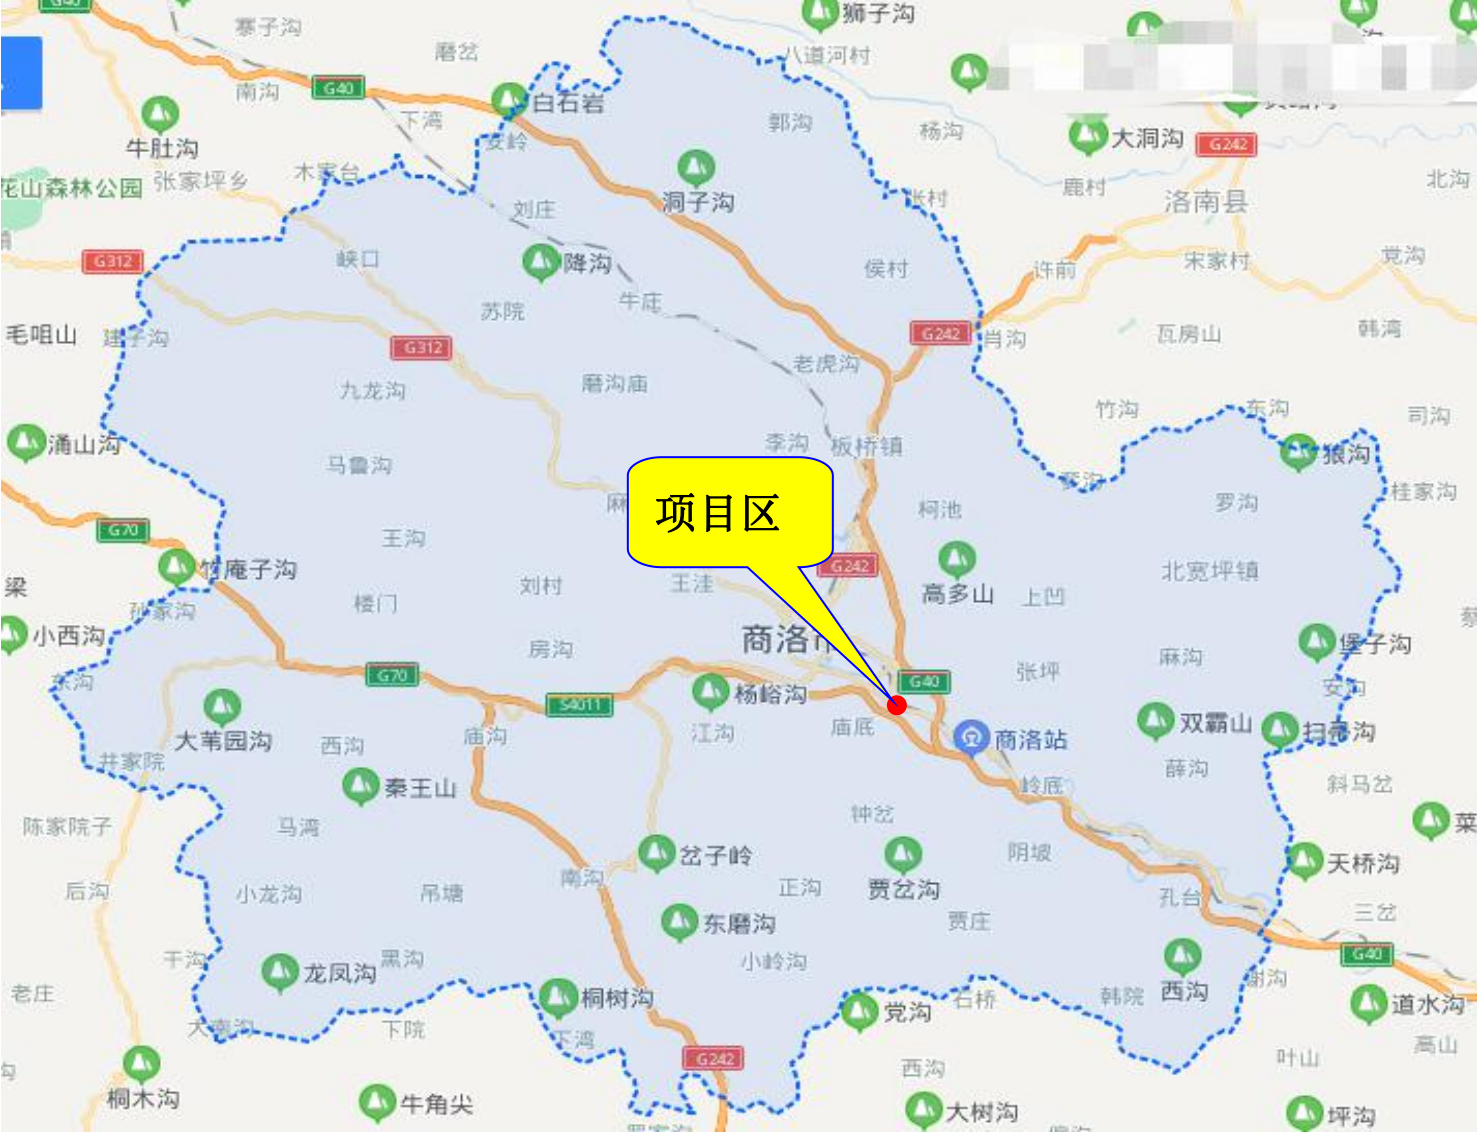 G40
寨子沟
狮子沟
磨岔
八道河村
南沟
G40
白石岩
下湾
郭沟
杨沟
大洞沟
G242
牛肚沟
安岭
木家台
花山森林公园
张家坪乡
洞子沟
张村
鹿村
洛南县
北沟
刘庄
G312
峡口
降沟
侯村
许前
宋家村
党沟
苏院
牛庄
毛咀山
建子沟
G312
G242
肖沟
瓦房山
韩湾
老虎沟
九龙沟
磨沟庙
竹沟
东沟
司沟
涌山沟
李沟
板桥镇
狼沟
马鲁沟
桂家沟
罗沟
项目区
柯池
G70
王沟
G242
竹庵子沟
北宽坪镇
梁
刘村
王洼
高多山
上凹
楼门
孙家沟
小西沟
商洛市
堡子沟
房沟
麻沟
张坪
东沟
G70
G40
安沟
S4011
杨峪沟
大苇园沟
西沟
庙沟
江沟
庙底
商洛站
双霸山
扫帚沟
井家院
薛沟
秦王山
岭底
斜马岔
陈家院子
马湾
钟岔
菜
岔子岭
阴坡
天桥沟
后沟
小龙沟
吊塘
南沟
正沟
贾岔沟
孔台
东磨沟
贾庄
三岔
干沟
龙凤沟
黑沟
小岭沟
G40
西沟
谢沟
老庄
桐树沟
党沟
石桥
韩院
道水沟
大南沟
下院
下湾
G242
西沟
叶山
高山
沟
桐木沟
牛角尖
大树沟
坪沟